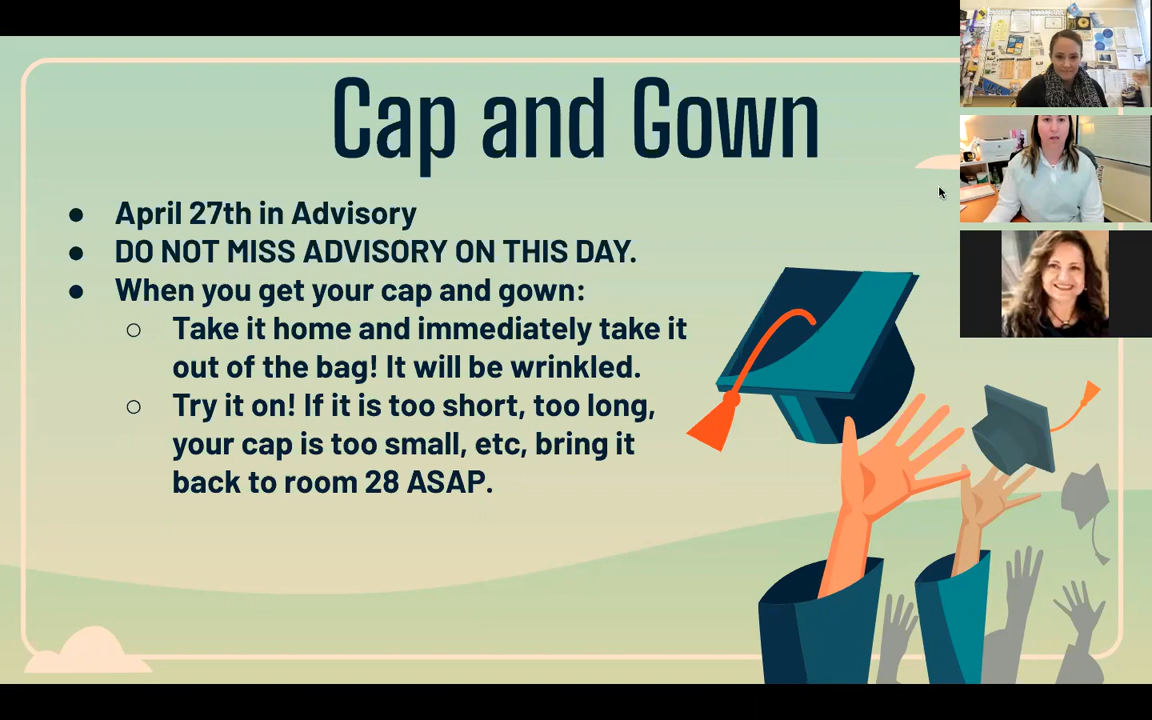 Cap and Gown
● April 27th in Advisory
● DO NOT MISS ADVISORY ON THIS DAY.
● When you get your cap and gown:
○ Take it home and immediately take it
out of the bag! It will be wrinkled.
○ Try it on! If it is too short, too long,
your cap is too small, etc, bring it
back to room 28 ASAP.